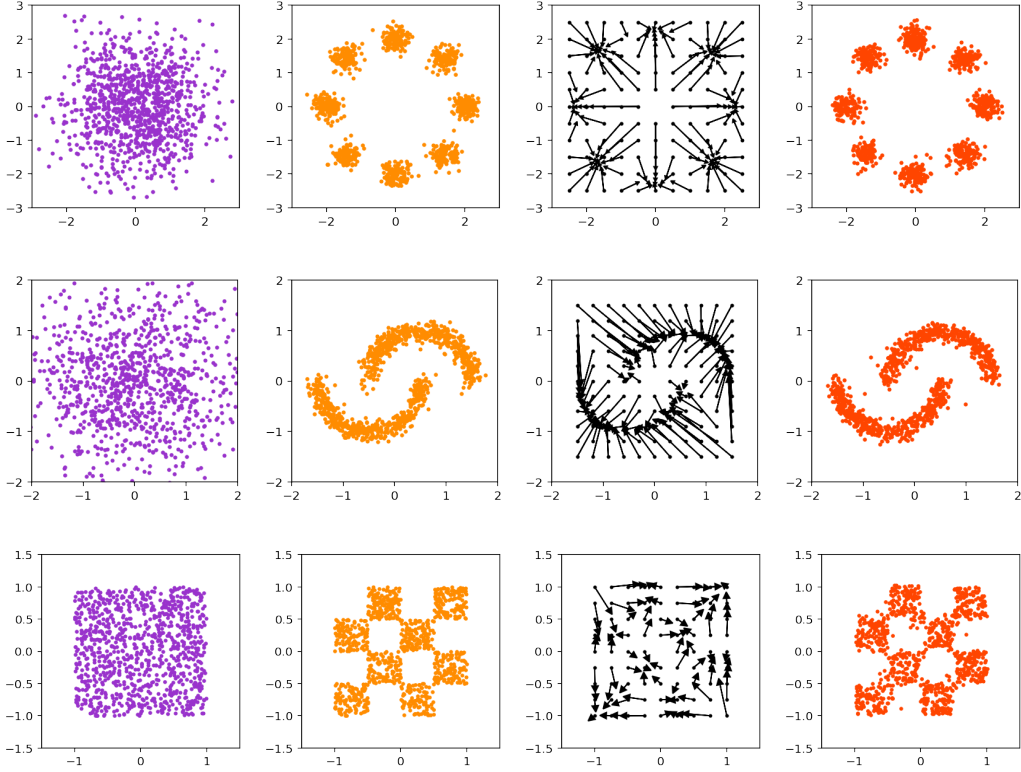 3 3 3 3
2 2 2 2
1 1 1 1
0 0 0 0
−1 −1 −1 −1
−2 −2 −2 −2
−3 −3 −3 −3
−2 0 2 −2 0 2 −2 0 2 −2 0 2
2 2 2 2
1 1 1 1
0 0 0 0
−1 −1 −1 −1
−2 −2 −2 −2
−2 −1 0 1 2 −2 −1 0 1 2 −2 −1 0 1 2 −2 −1 0 1 2
1.5 1.5 1.5 1.5
1.0 1.0 1.0 1.0
0.5 0.5 0.5 0.5
0.0 0.0 0.0 0.0
−0.5 −0.5 −0.5 −0.5
−1.0 −1.0 −1.0 −1.0
−1.5 −1.5 −1.5 −1.5
−1 0 1 −1 0 1 −1 0 1 −1 0 1